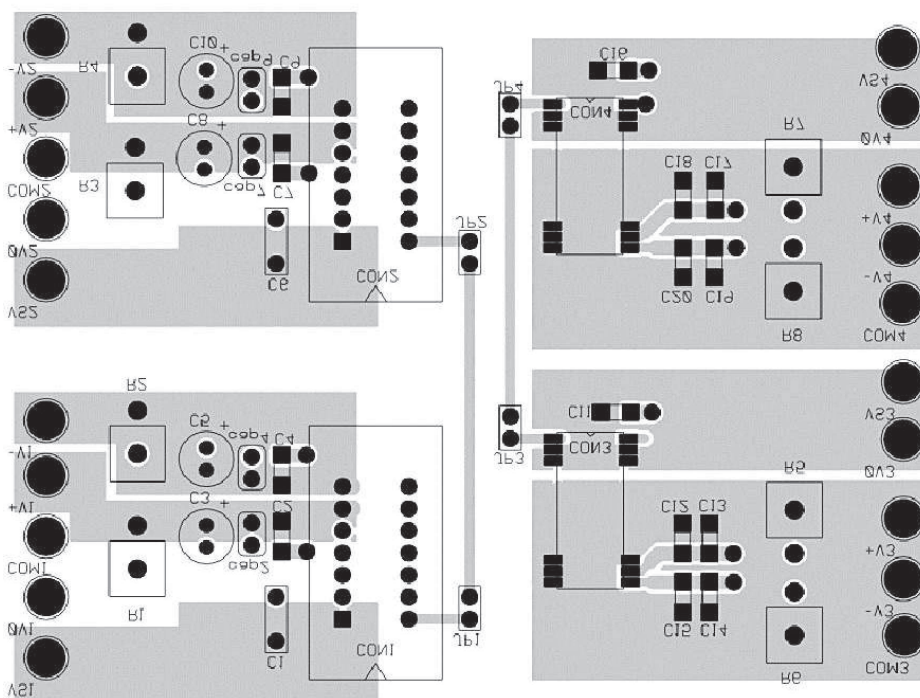 -V2
R4
C10
+
cap9
C9
+V2
C8
+
COM2
R3
cap7
C7
0V2
VS2
C6
CON2
JP2
R2
-V1
C5
+
cap4
C4
+V1
C3
+
C2
COM1
cap2
0V1
R1
C1
CON1
JP1
VS1
C16
VS4
JP4
CON4
R7
0V4
C18
C17
+V4
-V4
C20
C19
R8
COM4
C11
VS3
JP3
CON3
0V3
R5
C12
C13
+V3
-V3
C15
C14
R6
COM3